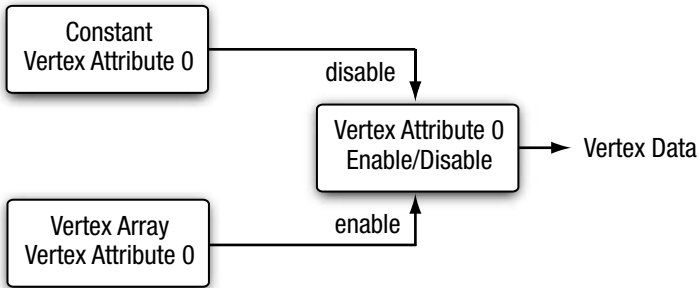 Constant
Vertex Attribute 0
disable
Vertex Attribute 0
Enable/Disable
Vertex Data
Vertex Array
Vertex Attribute 0
enable